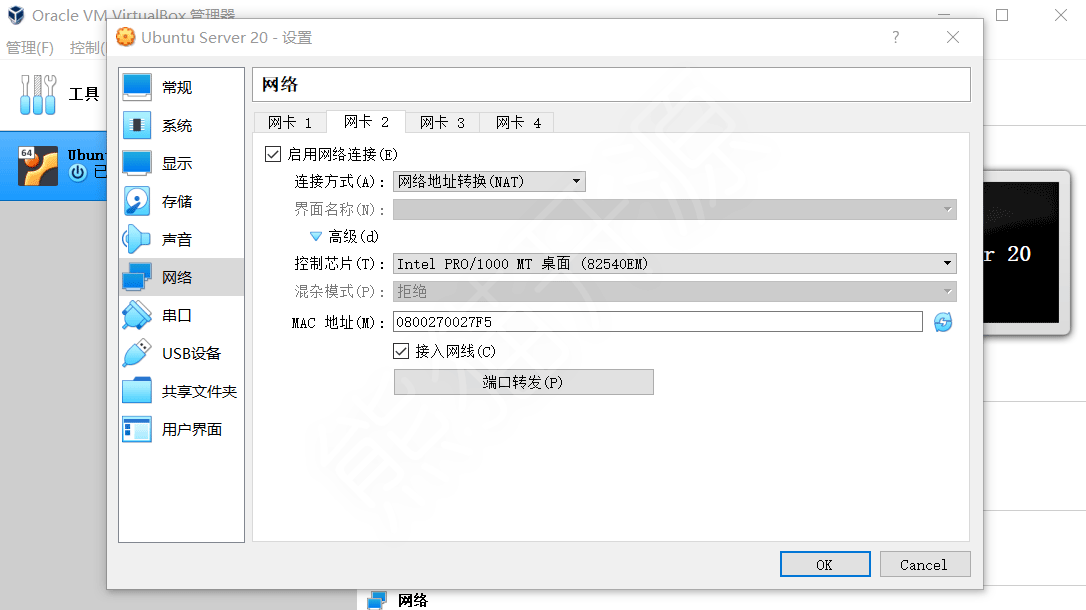 Oracle VM VirtualBox 管理器
管理(F) 控制(
工具
64
Ubun
已
r 20
网络
Ubuntu Server 20 - 设置
?
常规
系统
显示
存储
声音
网络
串口
USB设备
共享文件夹
用户界面
网络
网卡 1 网卡 2 网卡 3 网卡 4
启用网络连接(E)
连接方式(A): 网络地址转换(NAT)
界面名称(N):
高级(d)
控制芯片(T): Intel PRO/1000 MT 桌面 (82540EM)
混杂模式(P): 拒绝
MAC 地址(M): 0800270027F5
接入网线(C)
端口转发(P)
OK Cancel